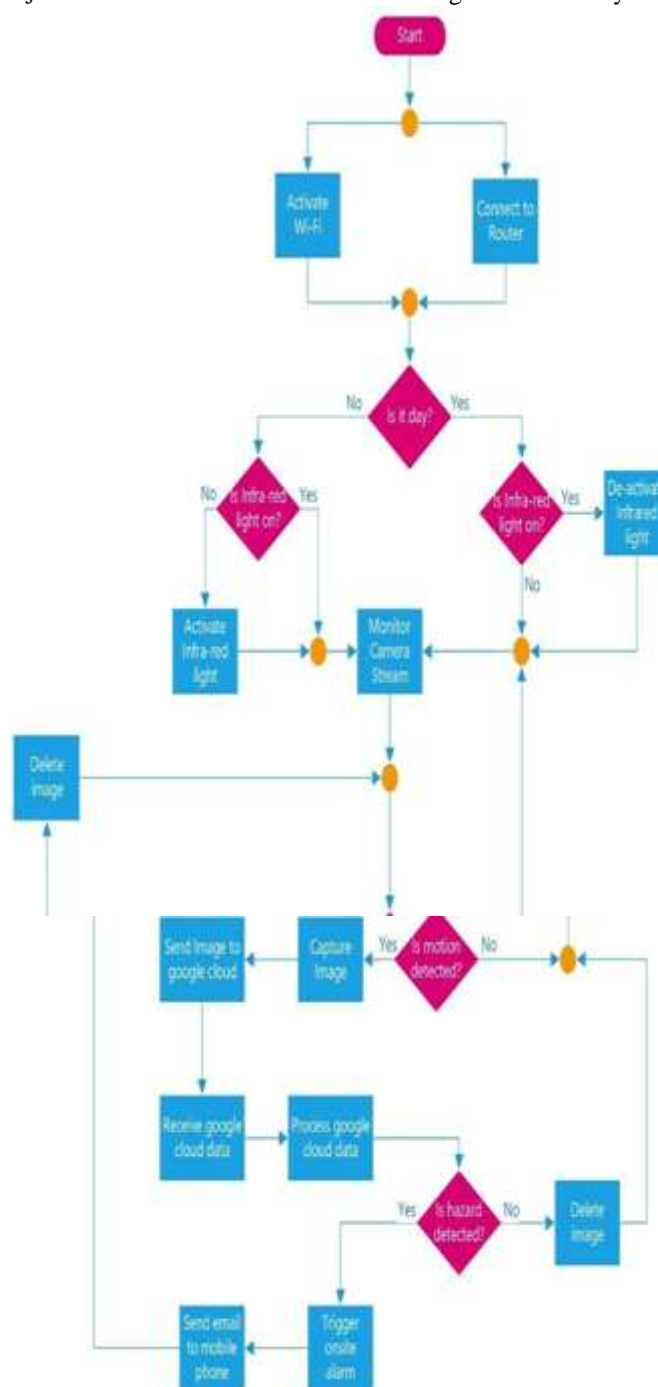 Start
Activate
Wi-Fi
Connect to
Router
Is it day?
No
Yes
Is Infra-red
light on?
No
Yes
Is Infra-red
light on?
Yes
No
De-activate
Infrared
light
Activate
Infra-red
light
Monitor
Camera
Stream
Delete
image
Send Image to
google cloud
Capture
Image
Yes
Is motion
detected?
No
Receive google
cloud data
Process google
cloud data
Yes
Is hazard
detected?
No
Delete
image
Send email
to mobile
phone
Trigger
onsite
alarm